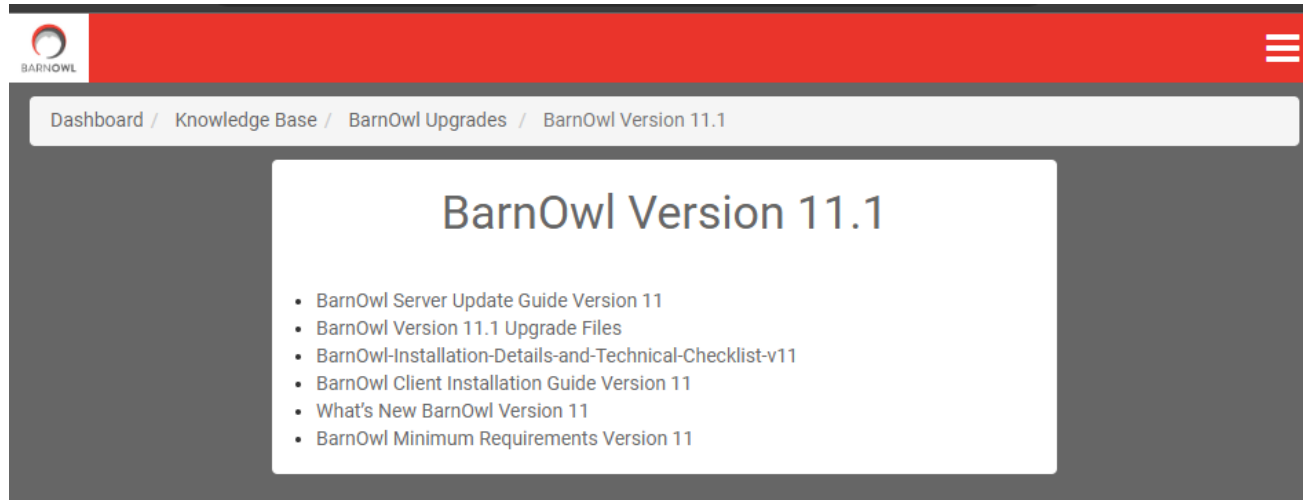 BARNOWL
Dashboard / Knowledge Base / BarnOwl Upgrades / BarnOwl Version 11.1
BarnOwl Version 11.1
• BarnOwl Server Update Guide Version 11
• BarnOwl Version 11.1 Upgrade Files
• BarnOwl-Installation-Details-and-Technical-Checklist-v11
• BarnOwl Client Installation Guide Version 11
• What's New BarnOwl Version 11
• BarnOwl Minimum Requirements Version 11